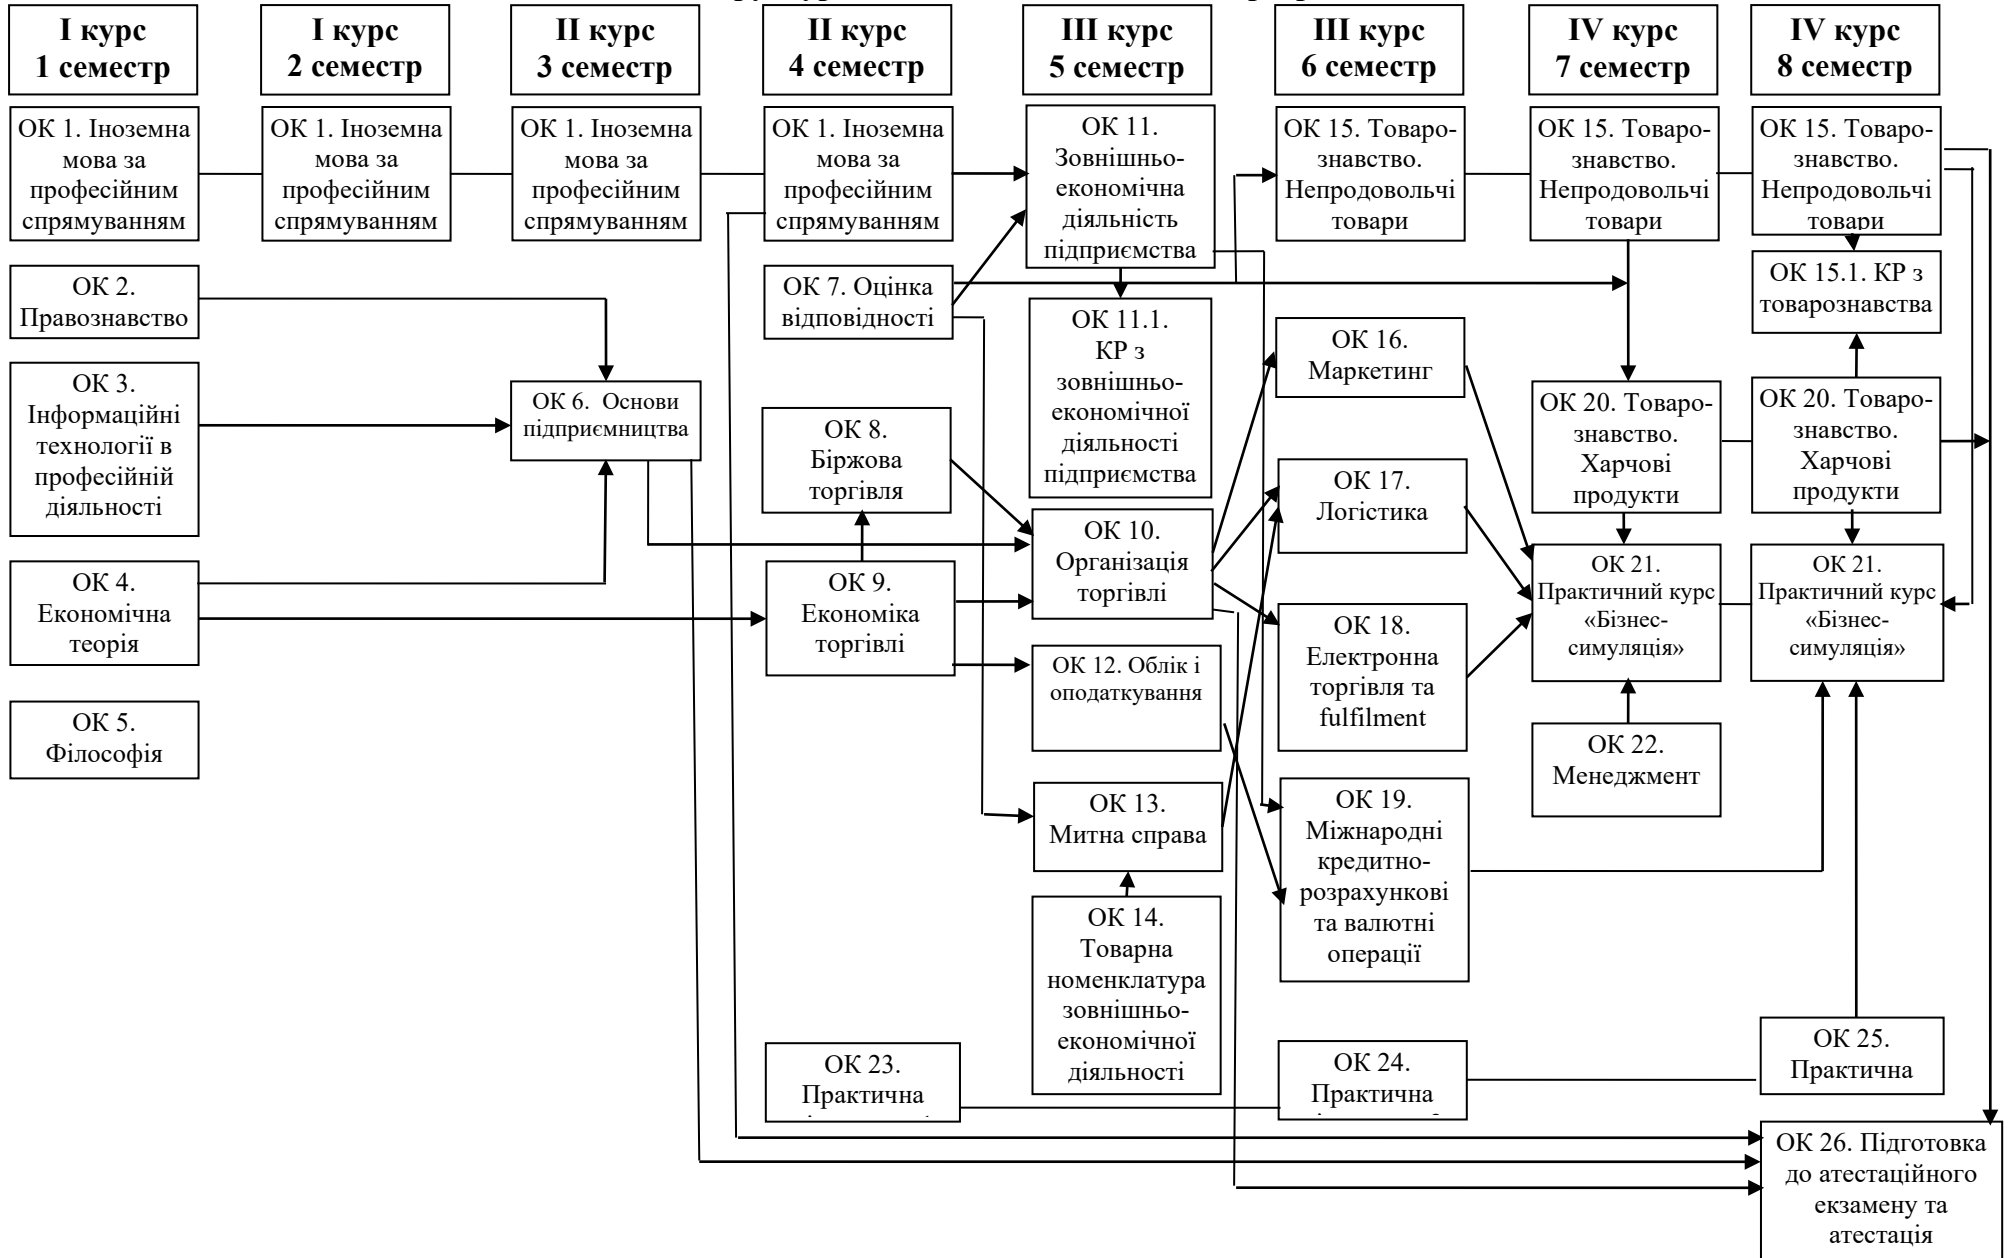 І курс
1 семестр
І курс
2 семестр
ІІ курс
3 семестр
ІІ курс
4 семестр
ІІІ курс
5 семестр
ІІІ курс
6 семестр
IV курс
7 семестр
IV курс
8 семестр
ОК 1. Іноземна
мова за
професійним
спрямуванням
ОК 1. Іноземна
мова за
професійним
спрямуванням
ОК 1. Іноземна
мова за
професійним
спрямуванням
ОК 1. Іноземна
мова за
професійним
спрямуванням
ОК 11.
Зовнішньо-
економічна
діяльність
підприємства
ОК 15. Товаро-
знавство.
Непродовольчі
товари
ОК 15. Товаро-
знавство.
Непродовольчі
товари
ОК 15. Товаро-
знавство.
Непродовольчі
товари
ОК 2.
Правознавство
ОК 7. Оцінка
відповідності
ОК 15.1. КР з
товарознавства
ОК 11.1.
КР з
зовнішньо-
економічної
діяльності
підприємства
ОК 16.
Маркетинг
ОК 3.
Інформаційні
технології в
професійній
діяльності
ОК 6. Основи
підприємництва
ОК 8.
Біржова
торгівля
ОК 20. Товаро-
знавство.
Харчові
продукти
ОК 20. Товаро-
знавство.
Харчові
продукти
ОК 17.
Логістика
ОК 10.
Організація
торгівлі
ОК 4.
Економічна
теорія
ОК 9.
Економіка
торгівлі
ОК 21.
Практичний курс
«Бізнес-
симуляція»
ОК 21.
Практичний курс
«Бізнес-
симуляція»
ОК 18.
Електронна
торгівля та
fulfilment
ОК 12. Облік і
оподаткування
ОК 5.
Філософія
ОК 22.
Менеджмент
ОК 13.
Митна справа
ОК 19.
Міжнародні
кредитно-
розрахункові
та валютні
операції
ОК 14.
Товарна
номенклатура
зовнішньо-
економічної
діяльності
ОК 23.
Практична
ОК 24.
Практична
ОК 25.
Практична
ОК 26. Підготовка
до атестаційного
екзамену та
атестація